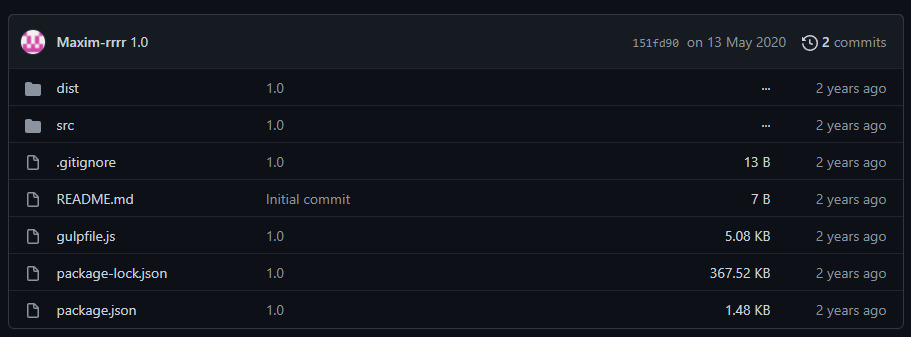 Maxim-rrrr 1.0 151fd90 on 13 May 2020 2 commits
dist 1.0 ... 2 years ago
src 1.0 ... 2 years ago
.gitignore 1.0 13 B 2 years ago
README.md Initial commit 7 B 2 years ago
gulpfile.js 1.0 5.08 KB 2 years ago
package-lock.json 1.0 367.52 KB 2 years ago
package.json 1.0 1.48 KB 2 years ago